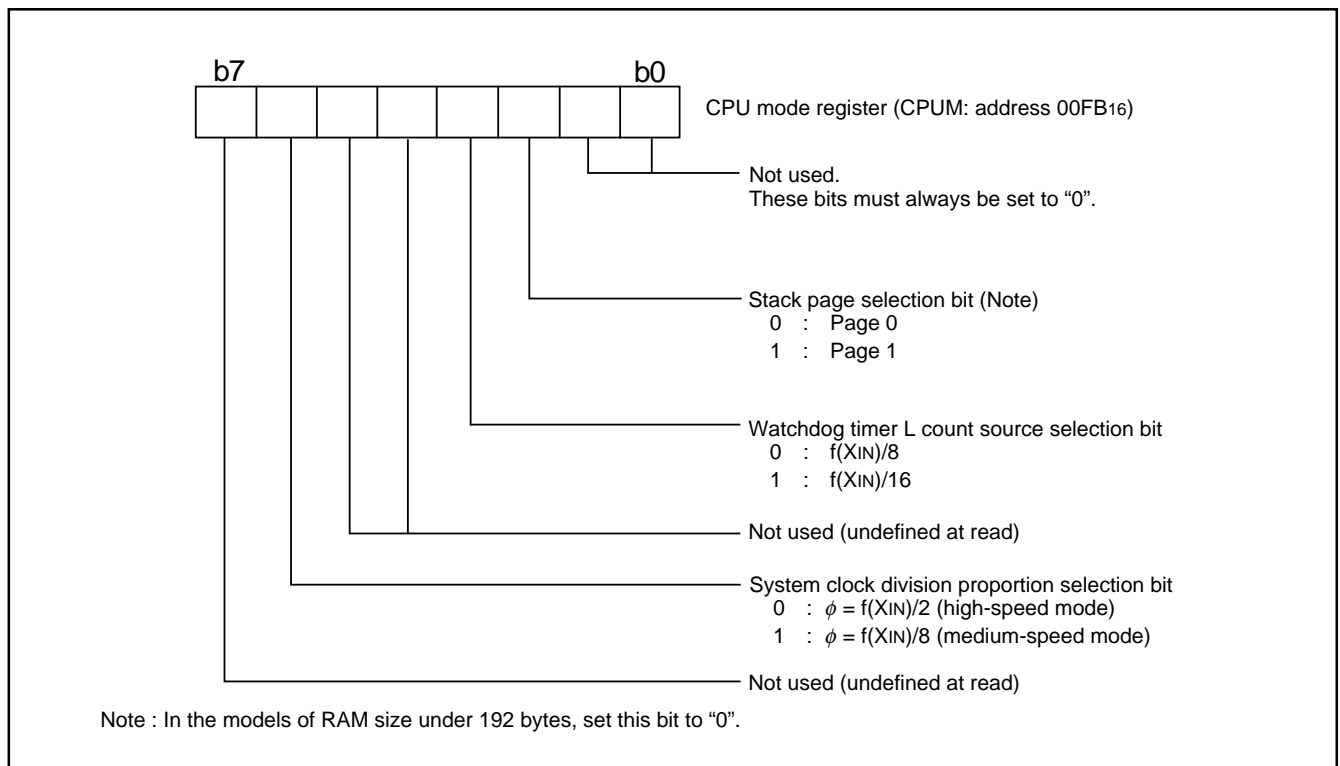 b7 b0
CPU mode register (CPUM: address 00FB16)
Not used.
These bits must always be set to “0”.
Stack page selection bit (Note)
0 : Page 0
1 : Page 1
Watchdog timer L count source selection bit
0 : f(XIN)/8
1 : f(XIN)/16
Not used (undefined at read)
System clock division proportion selection bit
0 : ϕ = f(XIN)/2 (high-speed mode)
1 : ϕ = f(XIN)/8 (medium-speed mode)
Not used (undefined at read)
Note : In the models of RAM size under 192 bytes, set this bit to “0”.